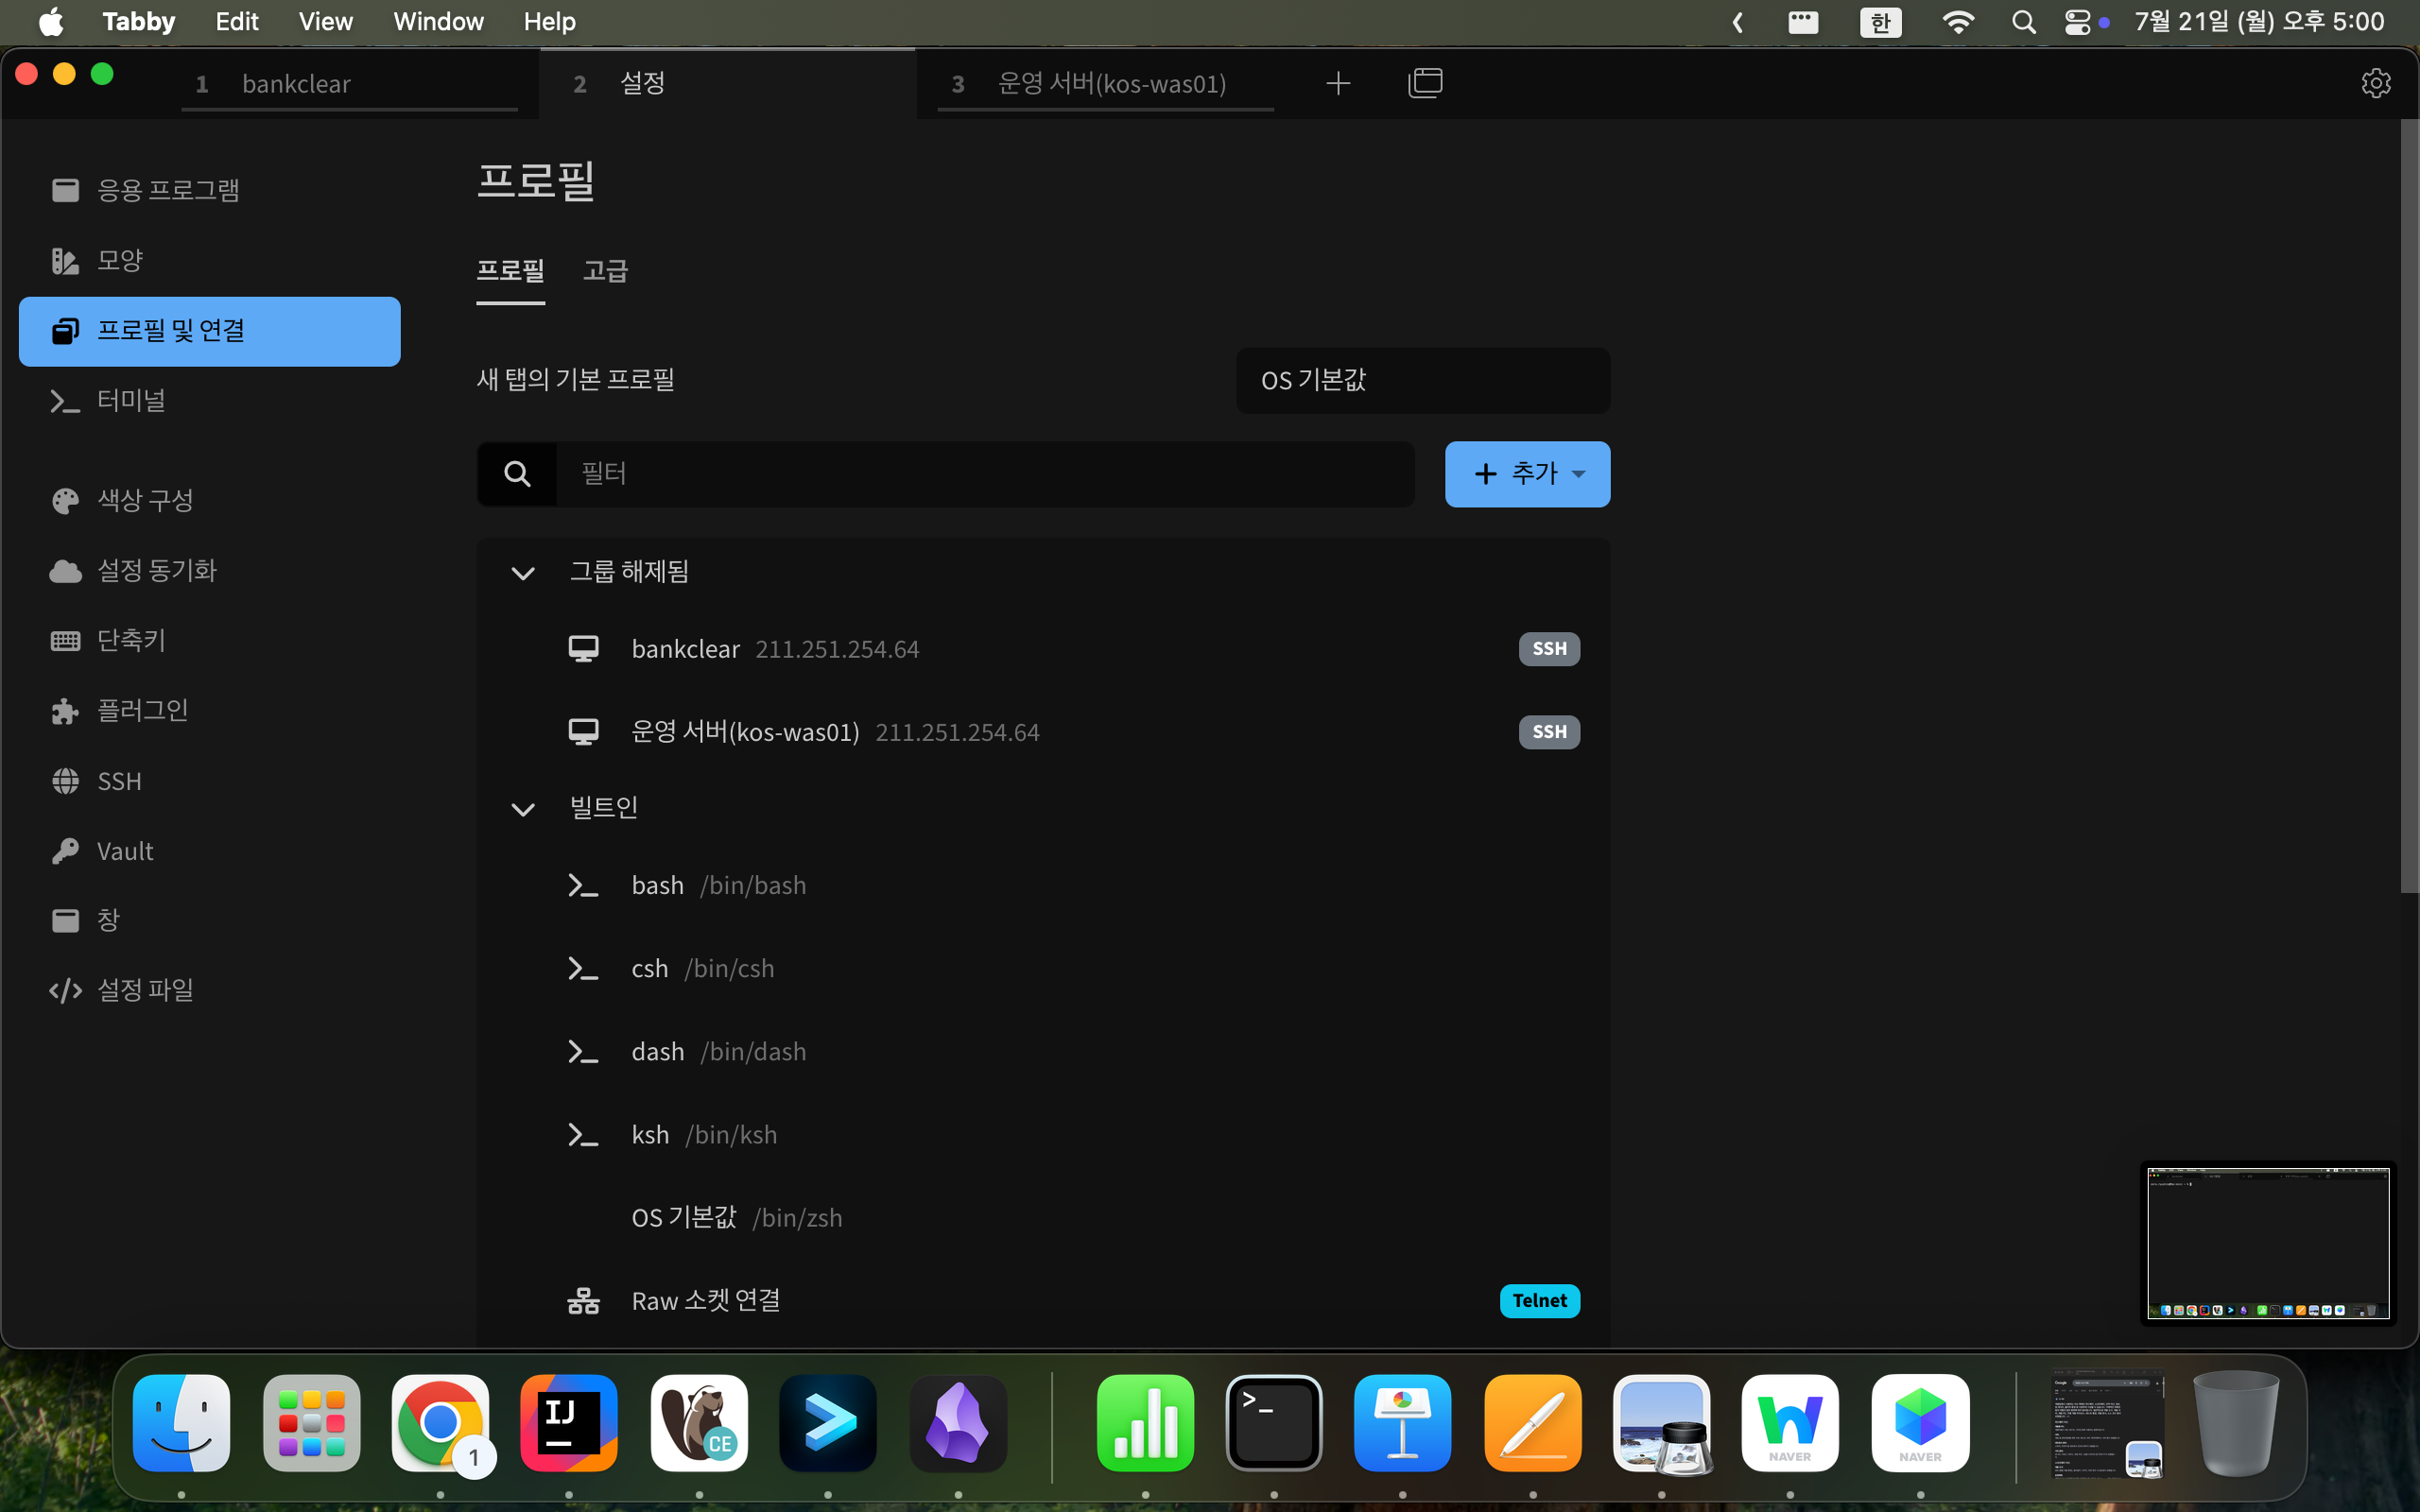 Tabby Edit View Window Help 한 7월 21일 (월) 오후 5:00
1 bankclear 2 설정 3 운영 서버(kos-was01)
응용 프로그램
모양
프로필 및 연결
터미널
색상 구성
설정 동기화
단축키
플러그인
SSH
Vault
창
설정 파일
프로필
프로필 고급
새 탭의 기본 프로필 OS 기본값
필터 추가
그룹 해제됨
bankclear 211.251.254.64 SSH
운영 서버(kos-was01) 211.251.254.64 SSH
빌트인
bash /bin/bash
csh /bin/csh
dash /bin/dash
ksh /bin/ksh
OS 기본값 /bin/zsh
Raw 소켓 연결 Telnet
IJ
CE
1
NAVER
NAVER